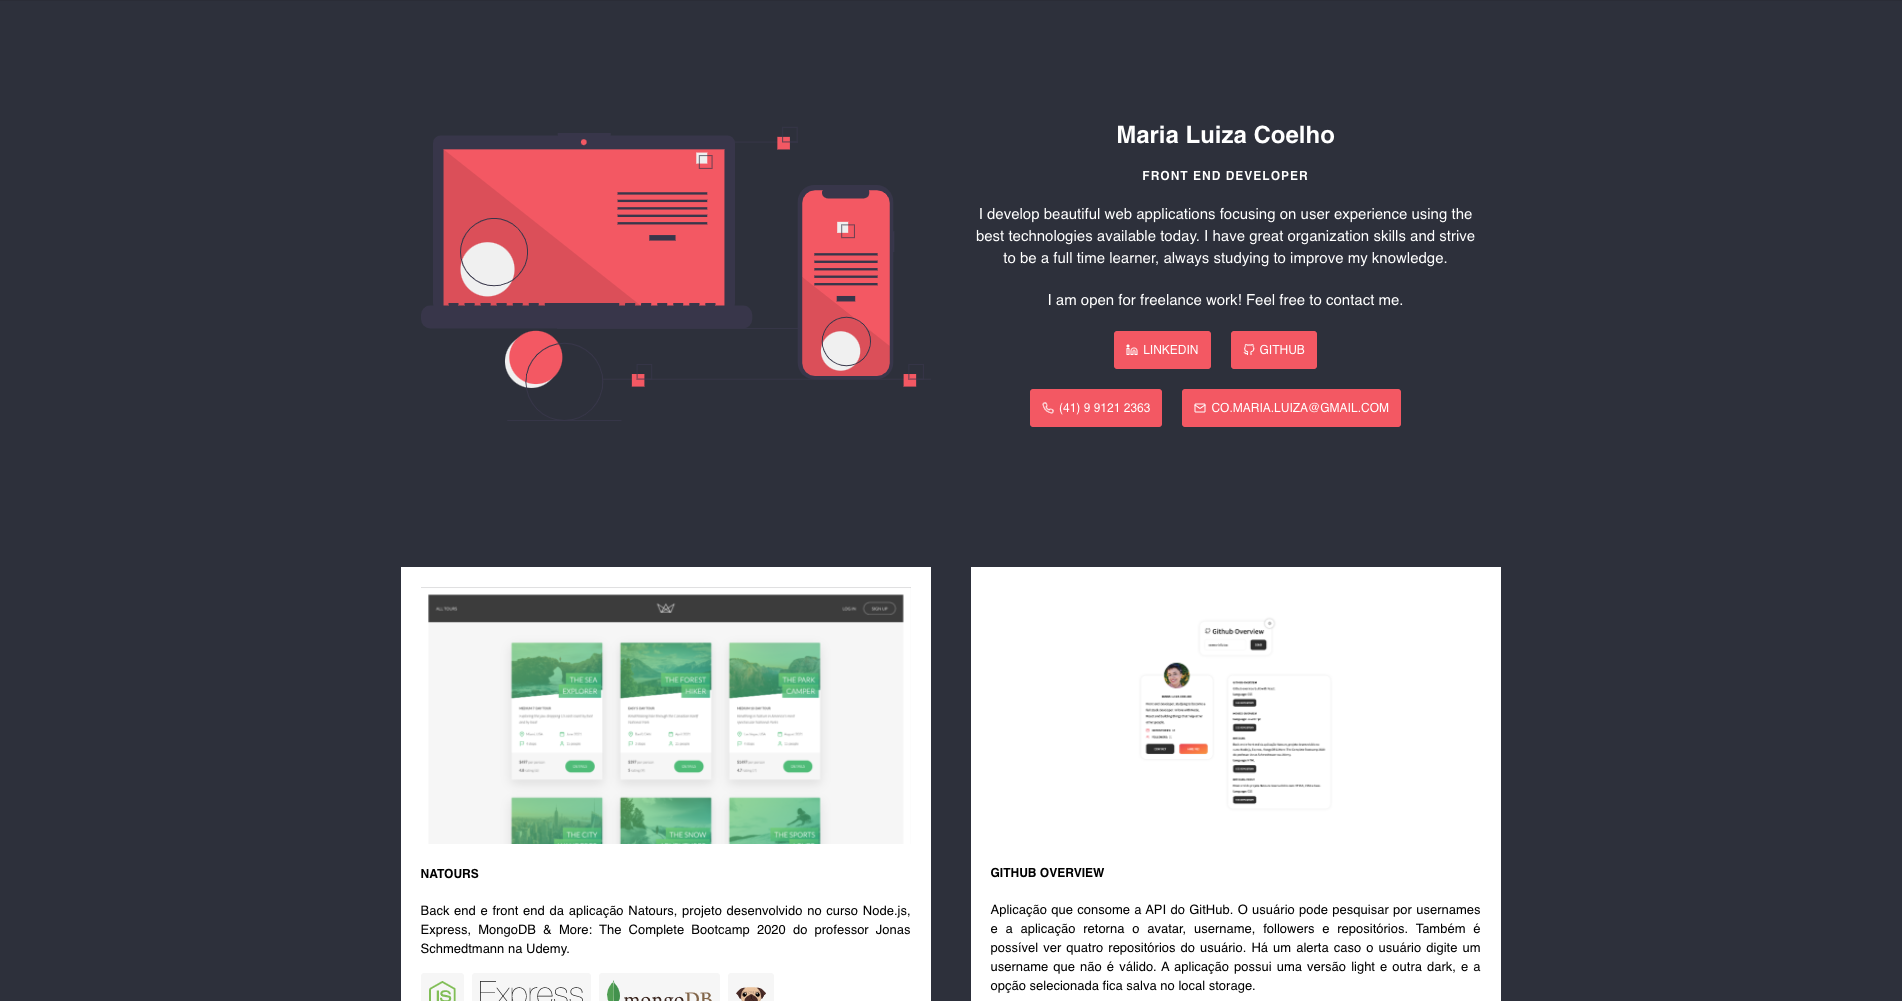 Maria Luiza Coelho
FRONT END DEVELOPER
I develop beautiful web applications focusing on user experience using the
best technologies available today. I have great organization skills and strive
to be a full time learner, always studying to improve my knowledge.
I am open for freelance work! Feel free to contact me.
LINKEDIN
GITHUB
(41) 9 9121 2363
CO.MARIA.LUIZA@GMAIL.COM
ALL TOURS
LOG IN
SIGN UP
THE SEA
EXPLORER
THE FOREST
HIKER
THE PARK
CAMPER
THE CITY
THE SNOW
THE SPORTS
NATOURS
Back end e front end da aplicação Natours, projeto desenvolvido no curso Node.js,
Express, MongoDB & More: The Complete Bootcamp 2020 do professor Jonas
Schmedtmann na Udemy.
JS
Express
mongoDB
Github Overview
GITHUB OVERVIEW
Aplicação que consome a API do GitHub. O usuário pode pesquisar por usernames
e a aplicação retorna o avatar, username, followers e repositórios. Também é
possível ver quatro repositórios do usuário. Há um alerta caso o usuário digite um
username que não é válido. A aplicação possui uma versão light e outra dark, e a
opção selecionada fica salva no local storage.